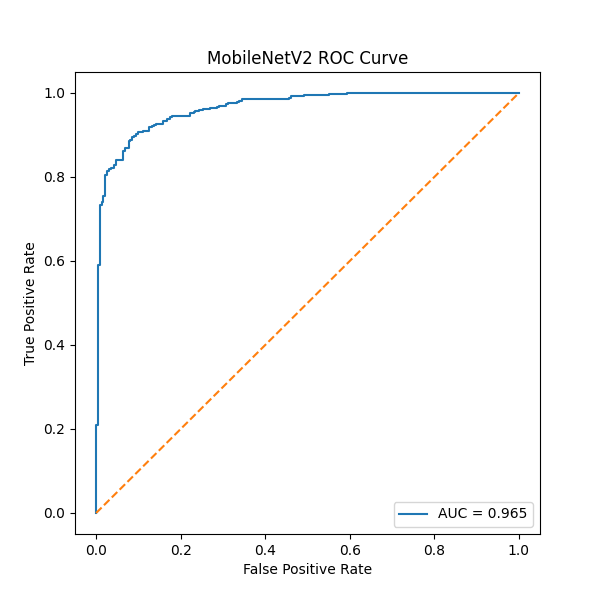 MobileNetV2 ROC Curve
True Positive Rate
1.0
0.8
0.6
0.4
0.2
0.0
0.0 0.2 0.4 0.6 0.8 1.0
False Positive Rate
AUC = 0.965